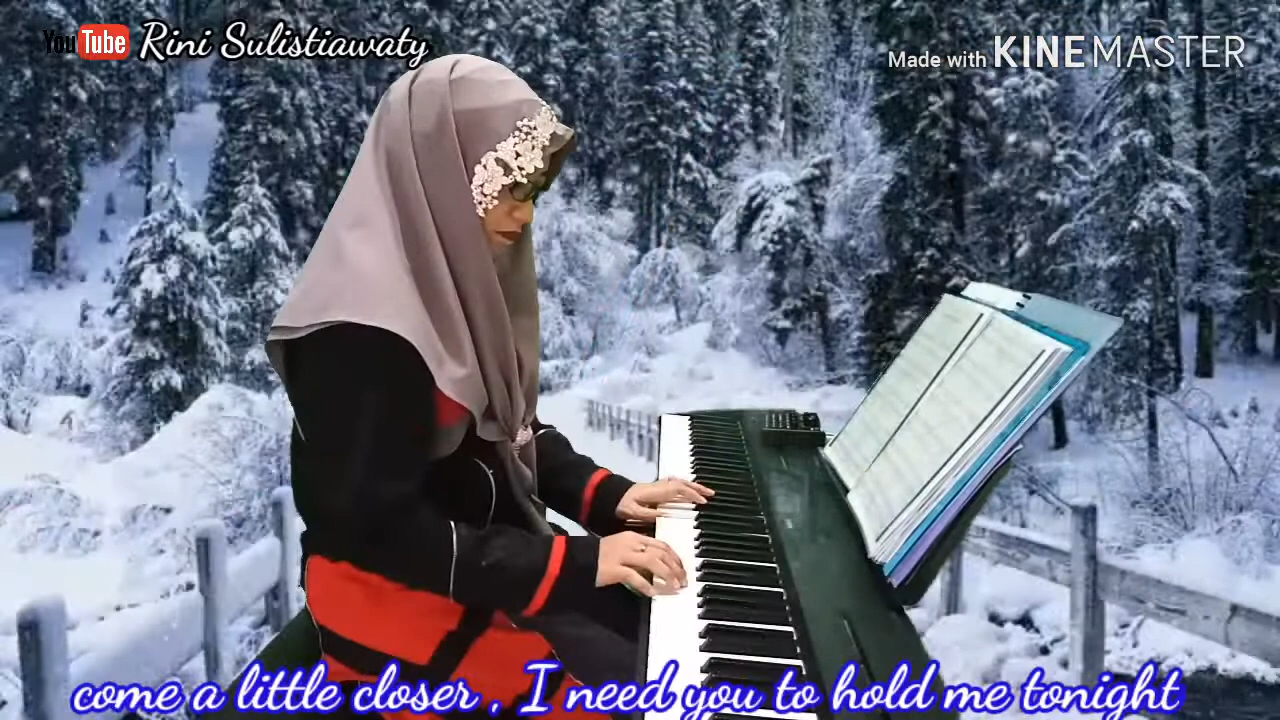 YouTube Rini Sulistiawaty
Made with KINEMASTER
come a little closer , I need you to hold me tonight